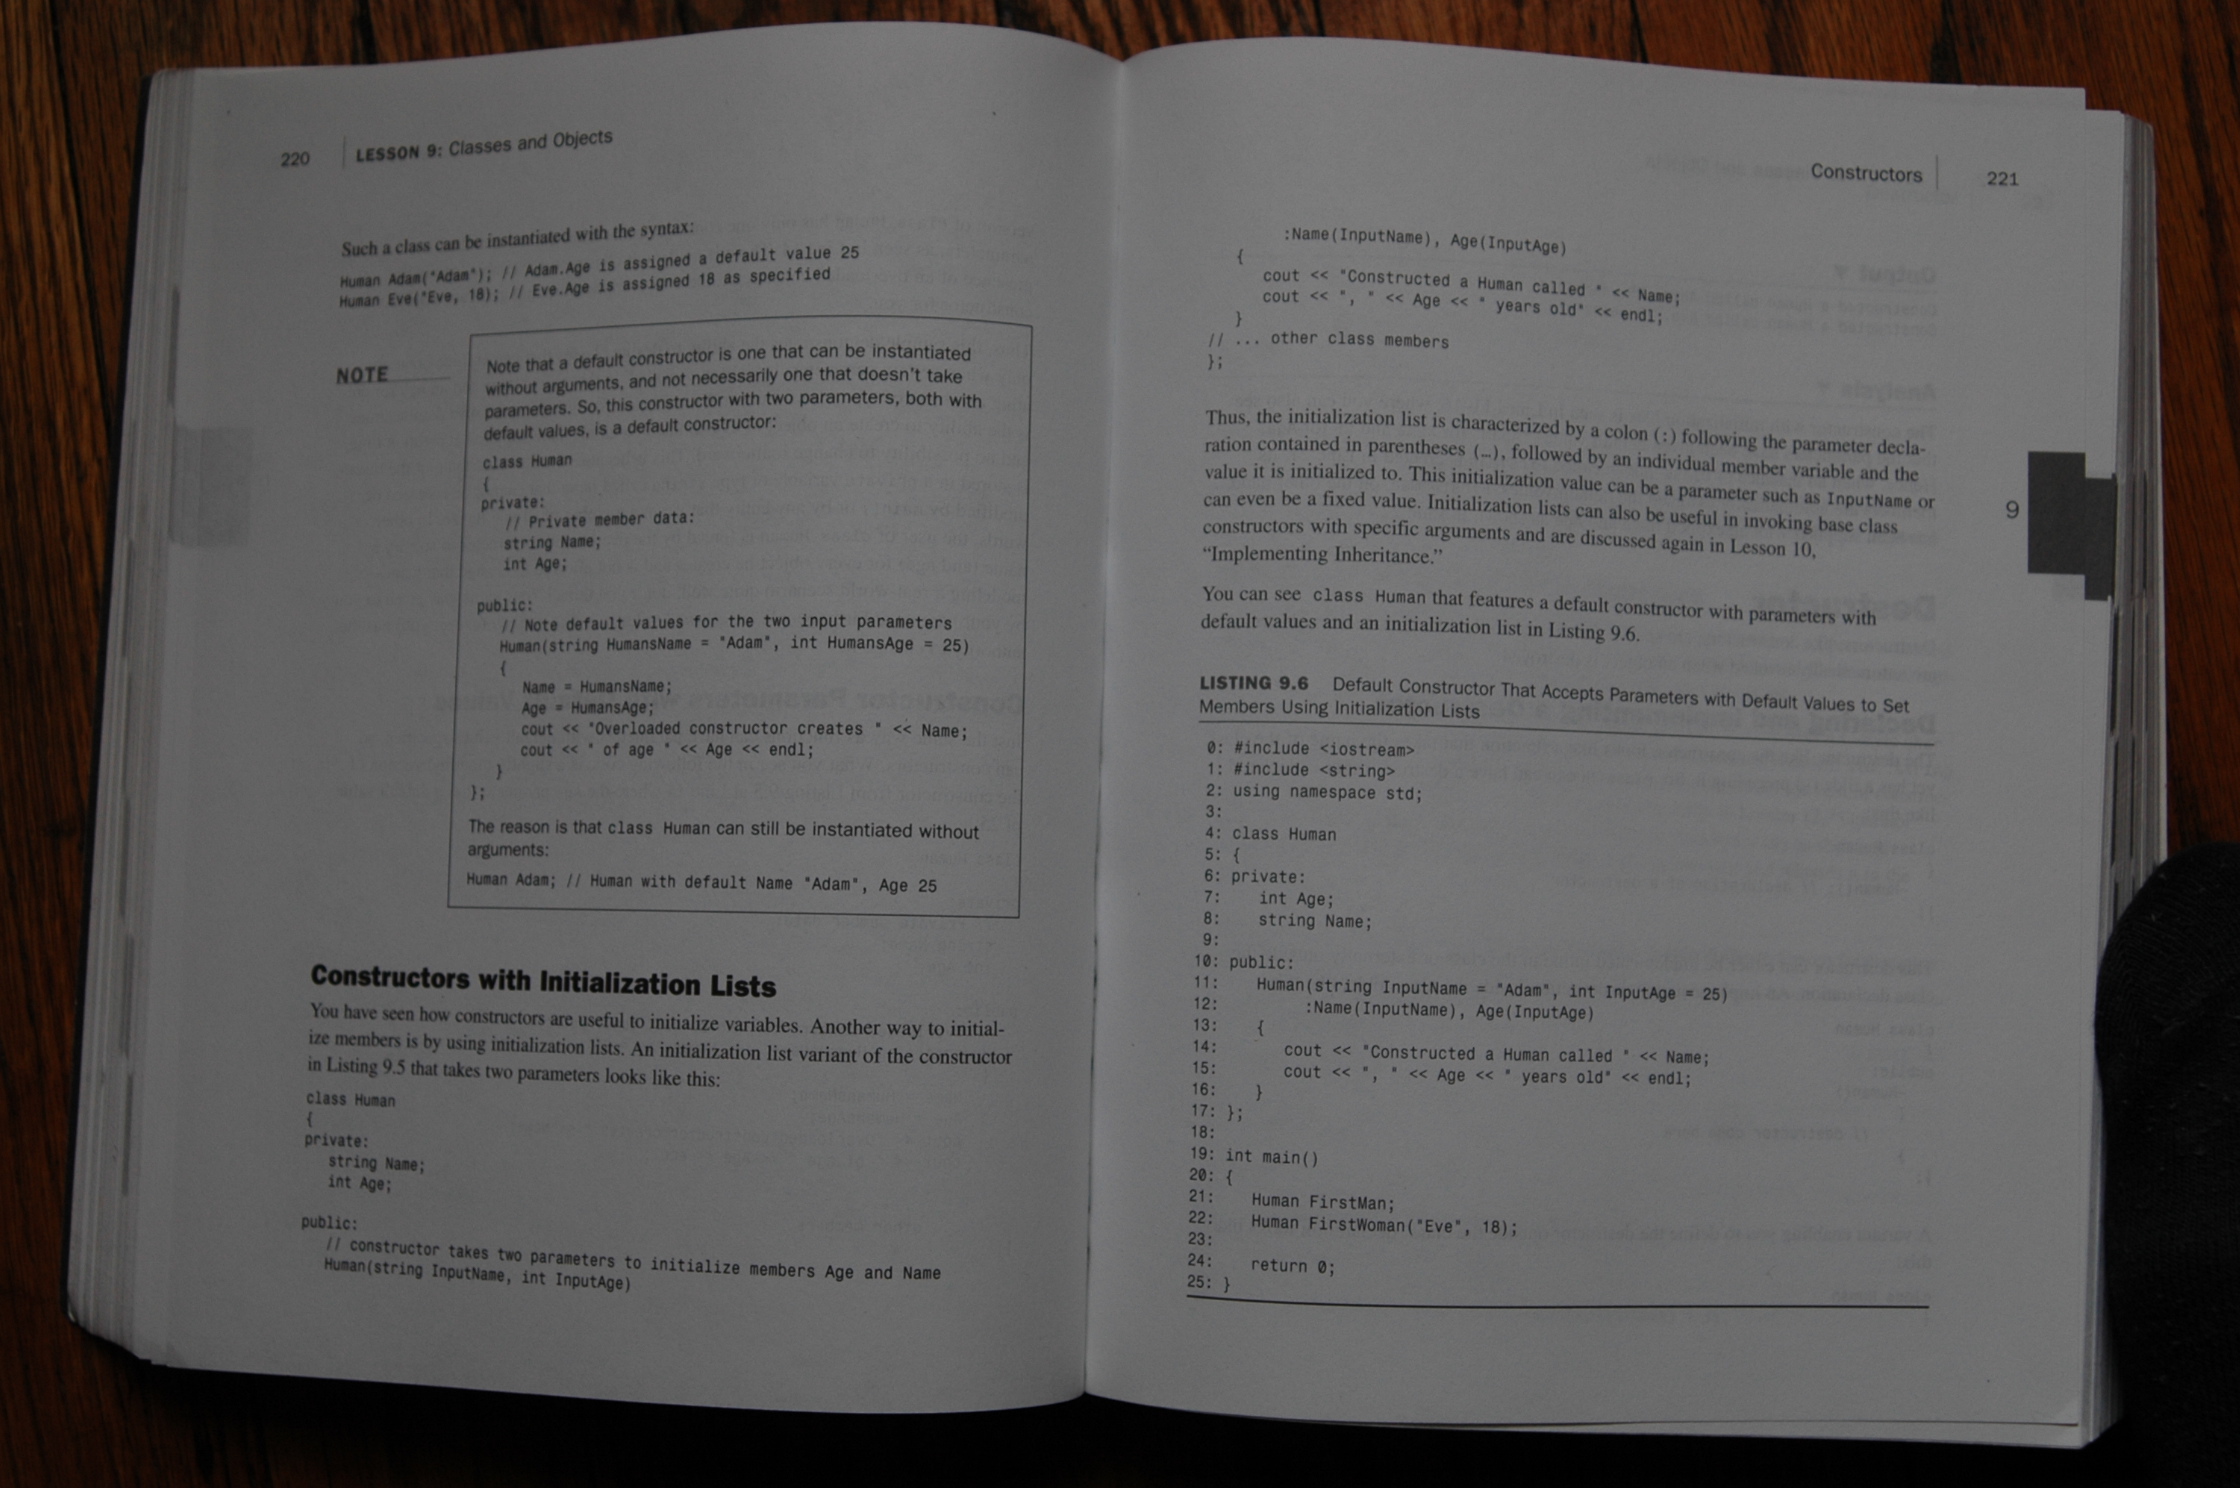 220 LESSON 9: Classes and Objects
Such a class can be instantiated with the syntax:
Human Adam("Adam"); // Adam.Age is assigned a default value 25
Human Eve("Eve, 18); // Eve.Age is assigned 18 as specified
NOTE
Note that a default constructor is one that can be instantiated
without arguments, and not necessarily one that doesn't take
parameters. So, this constructor with two parameters, both with
default values, is a default constructor:
class Human
{
private:
// Private member data:
string Name;
int Age;
public:
// Note default values for the two input parameters
Human(string HumansName = "Adam", int HumansAge = 25)
{
Name = HumansName;
Age = HumansAge;
cout << "Overloaded constructor creates " << Name;
cout << " of age " << Age << endl;
}
};
The reason is that class Human can still be instantiated without
arguments:
Human Adam; // Human with default Name "Adam", Age 25
Constructors with Initialization Lists
You have seen how constructors are useful to initialize variables. Another way to initial-
ize members is by using initialization lists. An initialization list variant of the constructor
in Listing 9.5 that takes two parameters looks like this:
class Human
{
private:
string Name;
int Age;
public:
// constructor takes two parameters to initialize members Age and Name
Human(string InputName, int InputAge)
Constructors 221
:Name(InputName), Age(InputAge)
{
cout << "Constructed a Human called " << Name;
cout << ", " << Age << " years old" << endl;
}
// ... other class members
};
Thus, the initialization list is characterized by a colon (:) following the parameter decla-
ration contained in parentheses (…), followed by an individual member variable and the
value it is initialized to. This initialization value can be a parameter such as InputName or
can even be a fixed value. Initialization lists can also be useful in invoking base class
constructors with specific arguments and are discussed again in Lesson 10,
“Implementing Inheritance.”
You can see class Human that features a default constructor with parameters with
default values and an initialization list in Listing 9.6.
9
LISTING 9.6 Default Constructor That Accepts Parameters with Default Values to Set
Members Using Initialization Lists
0: #include <iostream>
1: #include <string>
2: using namespace std;
3:
4: class Human
5: {
6: private:
7: int Age;
8: string Name;
9:
10: public:
11: Human(string InputName = "Adam", int InputAge = 25)
12: :Name(InputName), Age(InputAge)
13: {
14: cout << "Constructed a Human called " << Name;
15: cout << ", " << Age << " years old" << endl;
16: }
17: };
18:
19: int main()
20: {
21: Human FirstMan;
22: Human FirstWoman("Eve", 18);
23:
24: return 0;
25: }